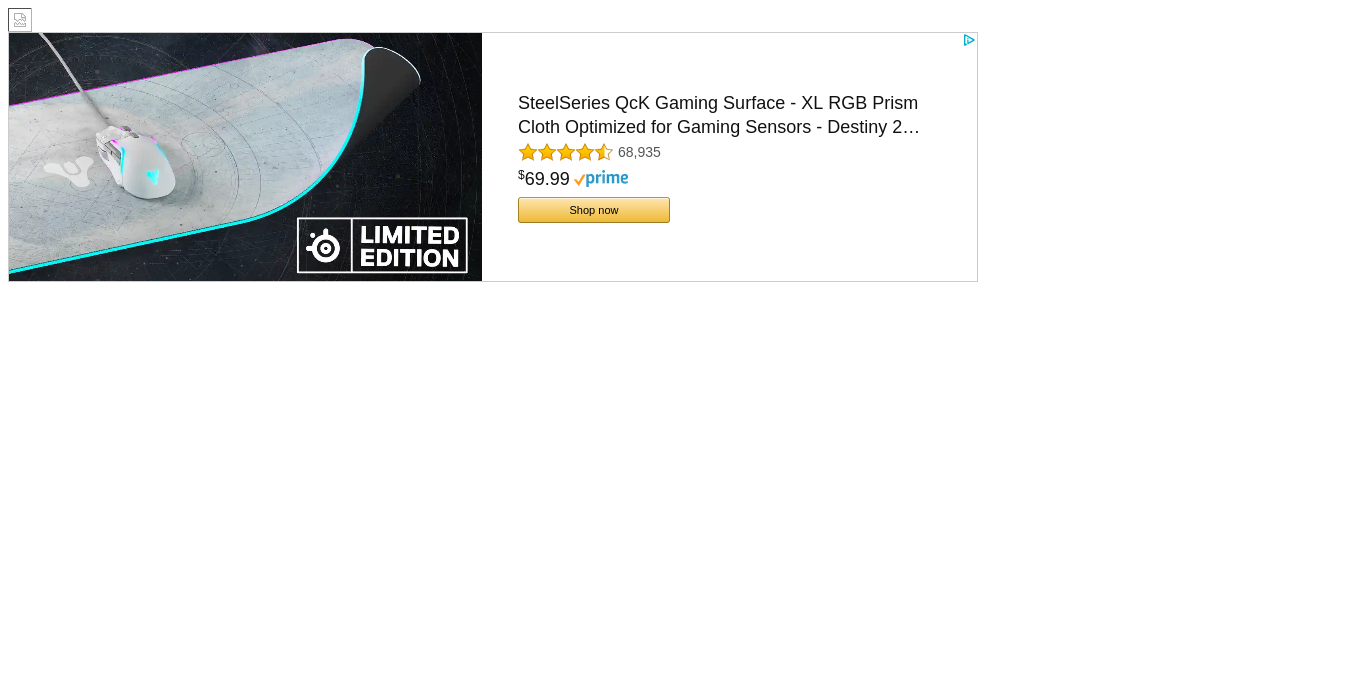 SteelSeries QcK Gaming Surface - XL RGB Prism
Cloth Optimized for Gaming Sensors - Destiny 2…
68,935
$69.99 prime
Shop now
LIMITED
EDITION